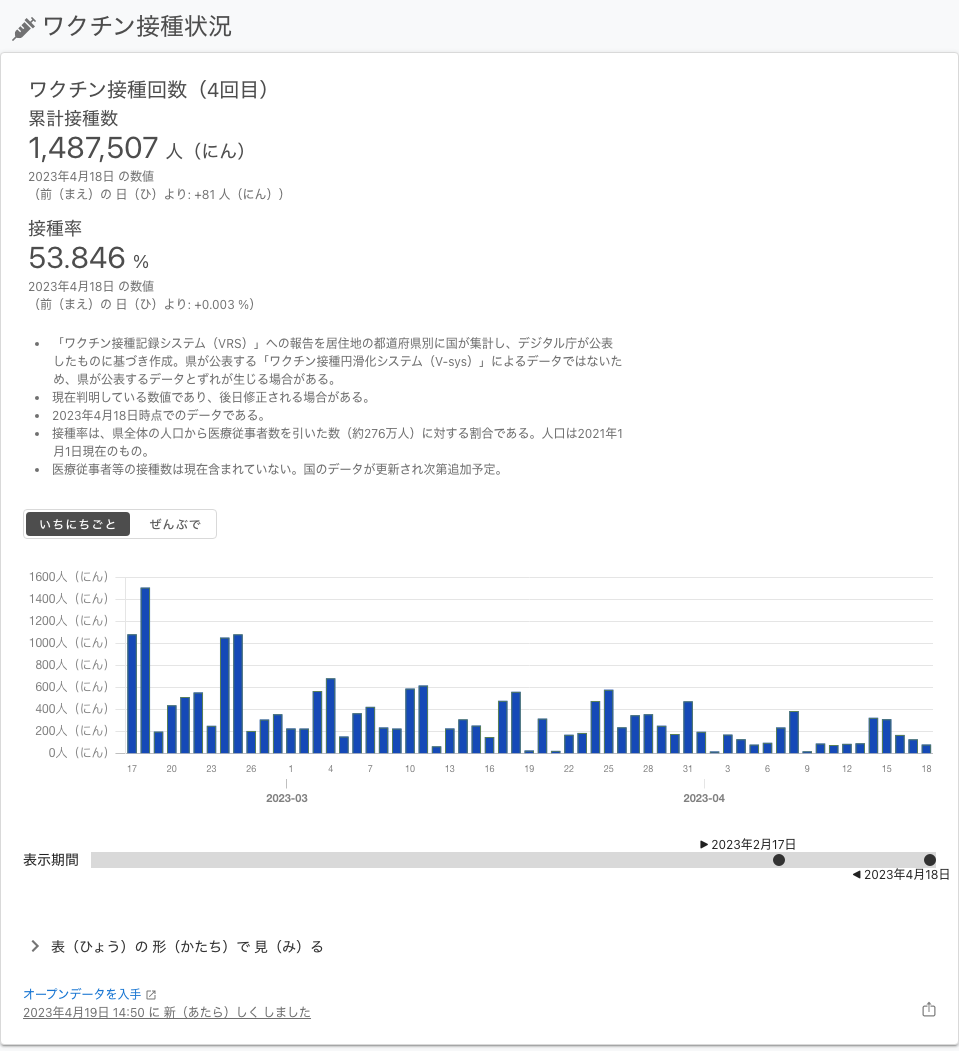 ワクチン接種状況
ワクチン接種回数（4回目）
累計接種数
1,487,507 人（にん）
2023年4月18日 の数値
（前（まえ）の 日（ひ）より: +81 人（にん））
接種率
53.846 %
2023年4月18日 の数値
（前（まえ）の 日（ひ）より: +0.003 %）
• 「ワクチン接種記録システム（VRS）」への報告を居住地の都道府県別に国が集計し、デジタル庁が公表
したものに基づき作成。県が公表する「ワクチン接種円滑化システム（V-sys）」によるデータではないた
め、県が公表するデータとずれが生じる場合がある。
• 現在判明している数値であり、後日修正される場合がある。
• 2023年4月18日時点でのデータである。
• 接種率は、県全体の人口から医療従事者数を引いた数（約276万人）に対する割合である。人口は2021年1
月1日現在のもの。
• 医療従事者等の接種数は現在含まれていない。国のデータが更新され次第追加予定。
いちにちごと ぜんぶで
1600人（にん）
1400人（にん）
1200人（にん）
1000人（にん）
800人（にん）
600人（にん）
400人（にん）
200人（にん）
0人（にん）
17 20 23 26 1 4 7 10 13 16 19 22 25 28 31 3 6 9 12 15 18
2023-03 2023-04
▶ 2023年2月17日
表示期間
◀ 2023年4月18日
表（ひょう）の 形（かたち）で 見（み）る
オープンデータを入手
2023年4月19日 14:50 に 新（あたら）しく しました